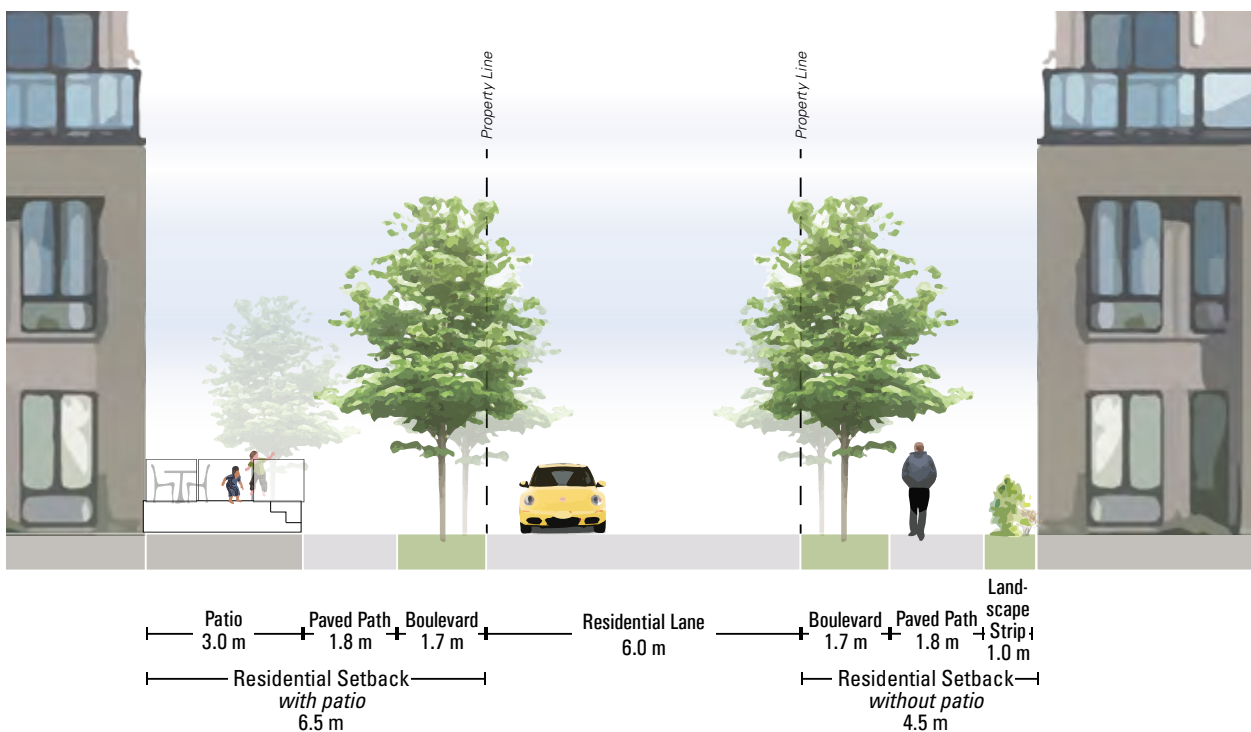 Property Line
Property Line
Patio
3.0 m
Paved Path
1.8 m
Boulevard
1.7 m
Residential Lane
6.0 m
Boulevard
1.7 m
Paved Path
1.8 m
Land-
scape
Strip
1.0 m
Residential Setback
with patio
6.5 m
Residential Setback
without patio
4.5 m